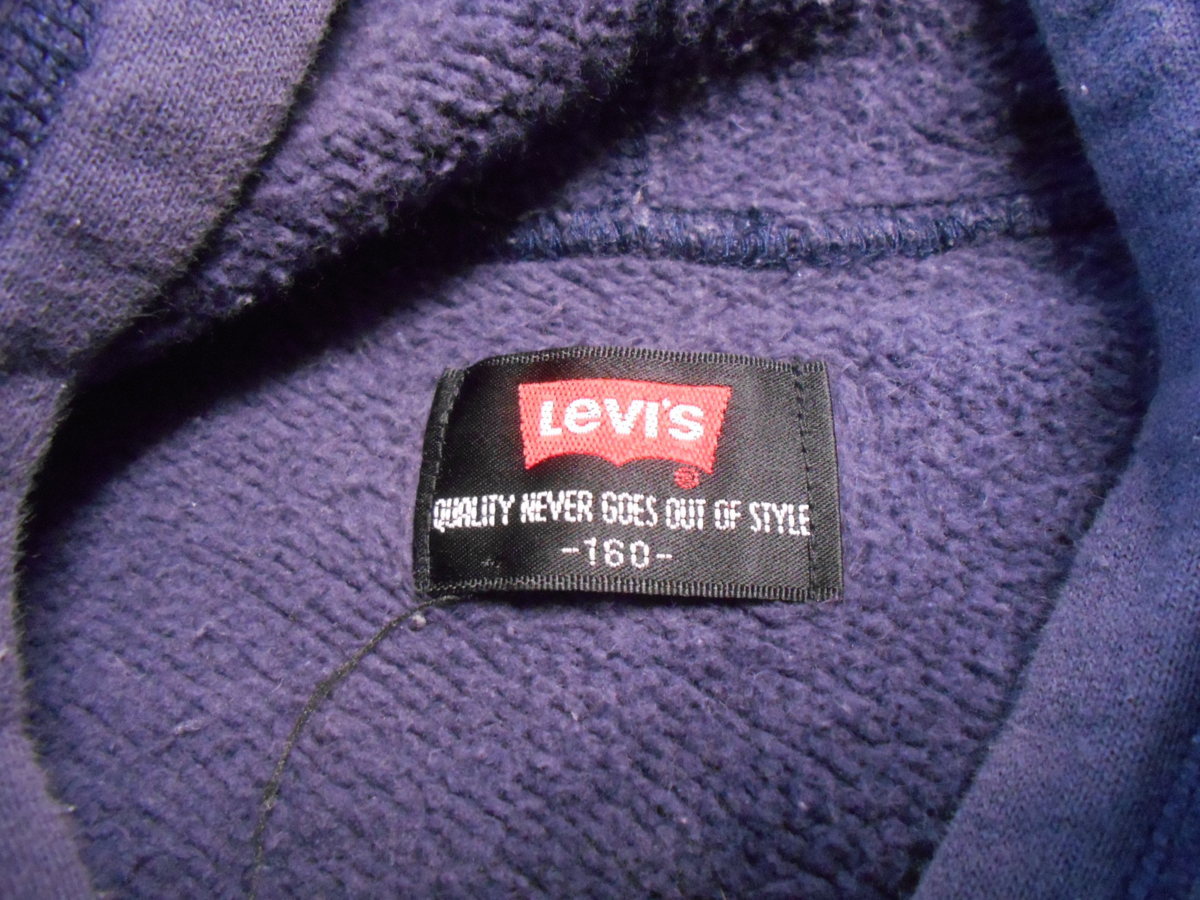 Levi's
®
QUALITY NEVER GOES OUT OF STYLE
-160-